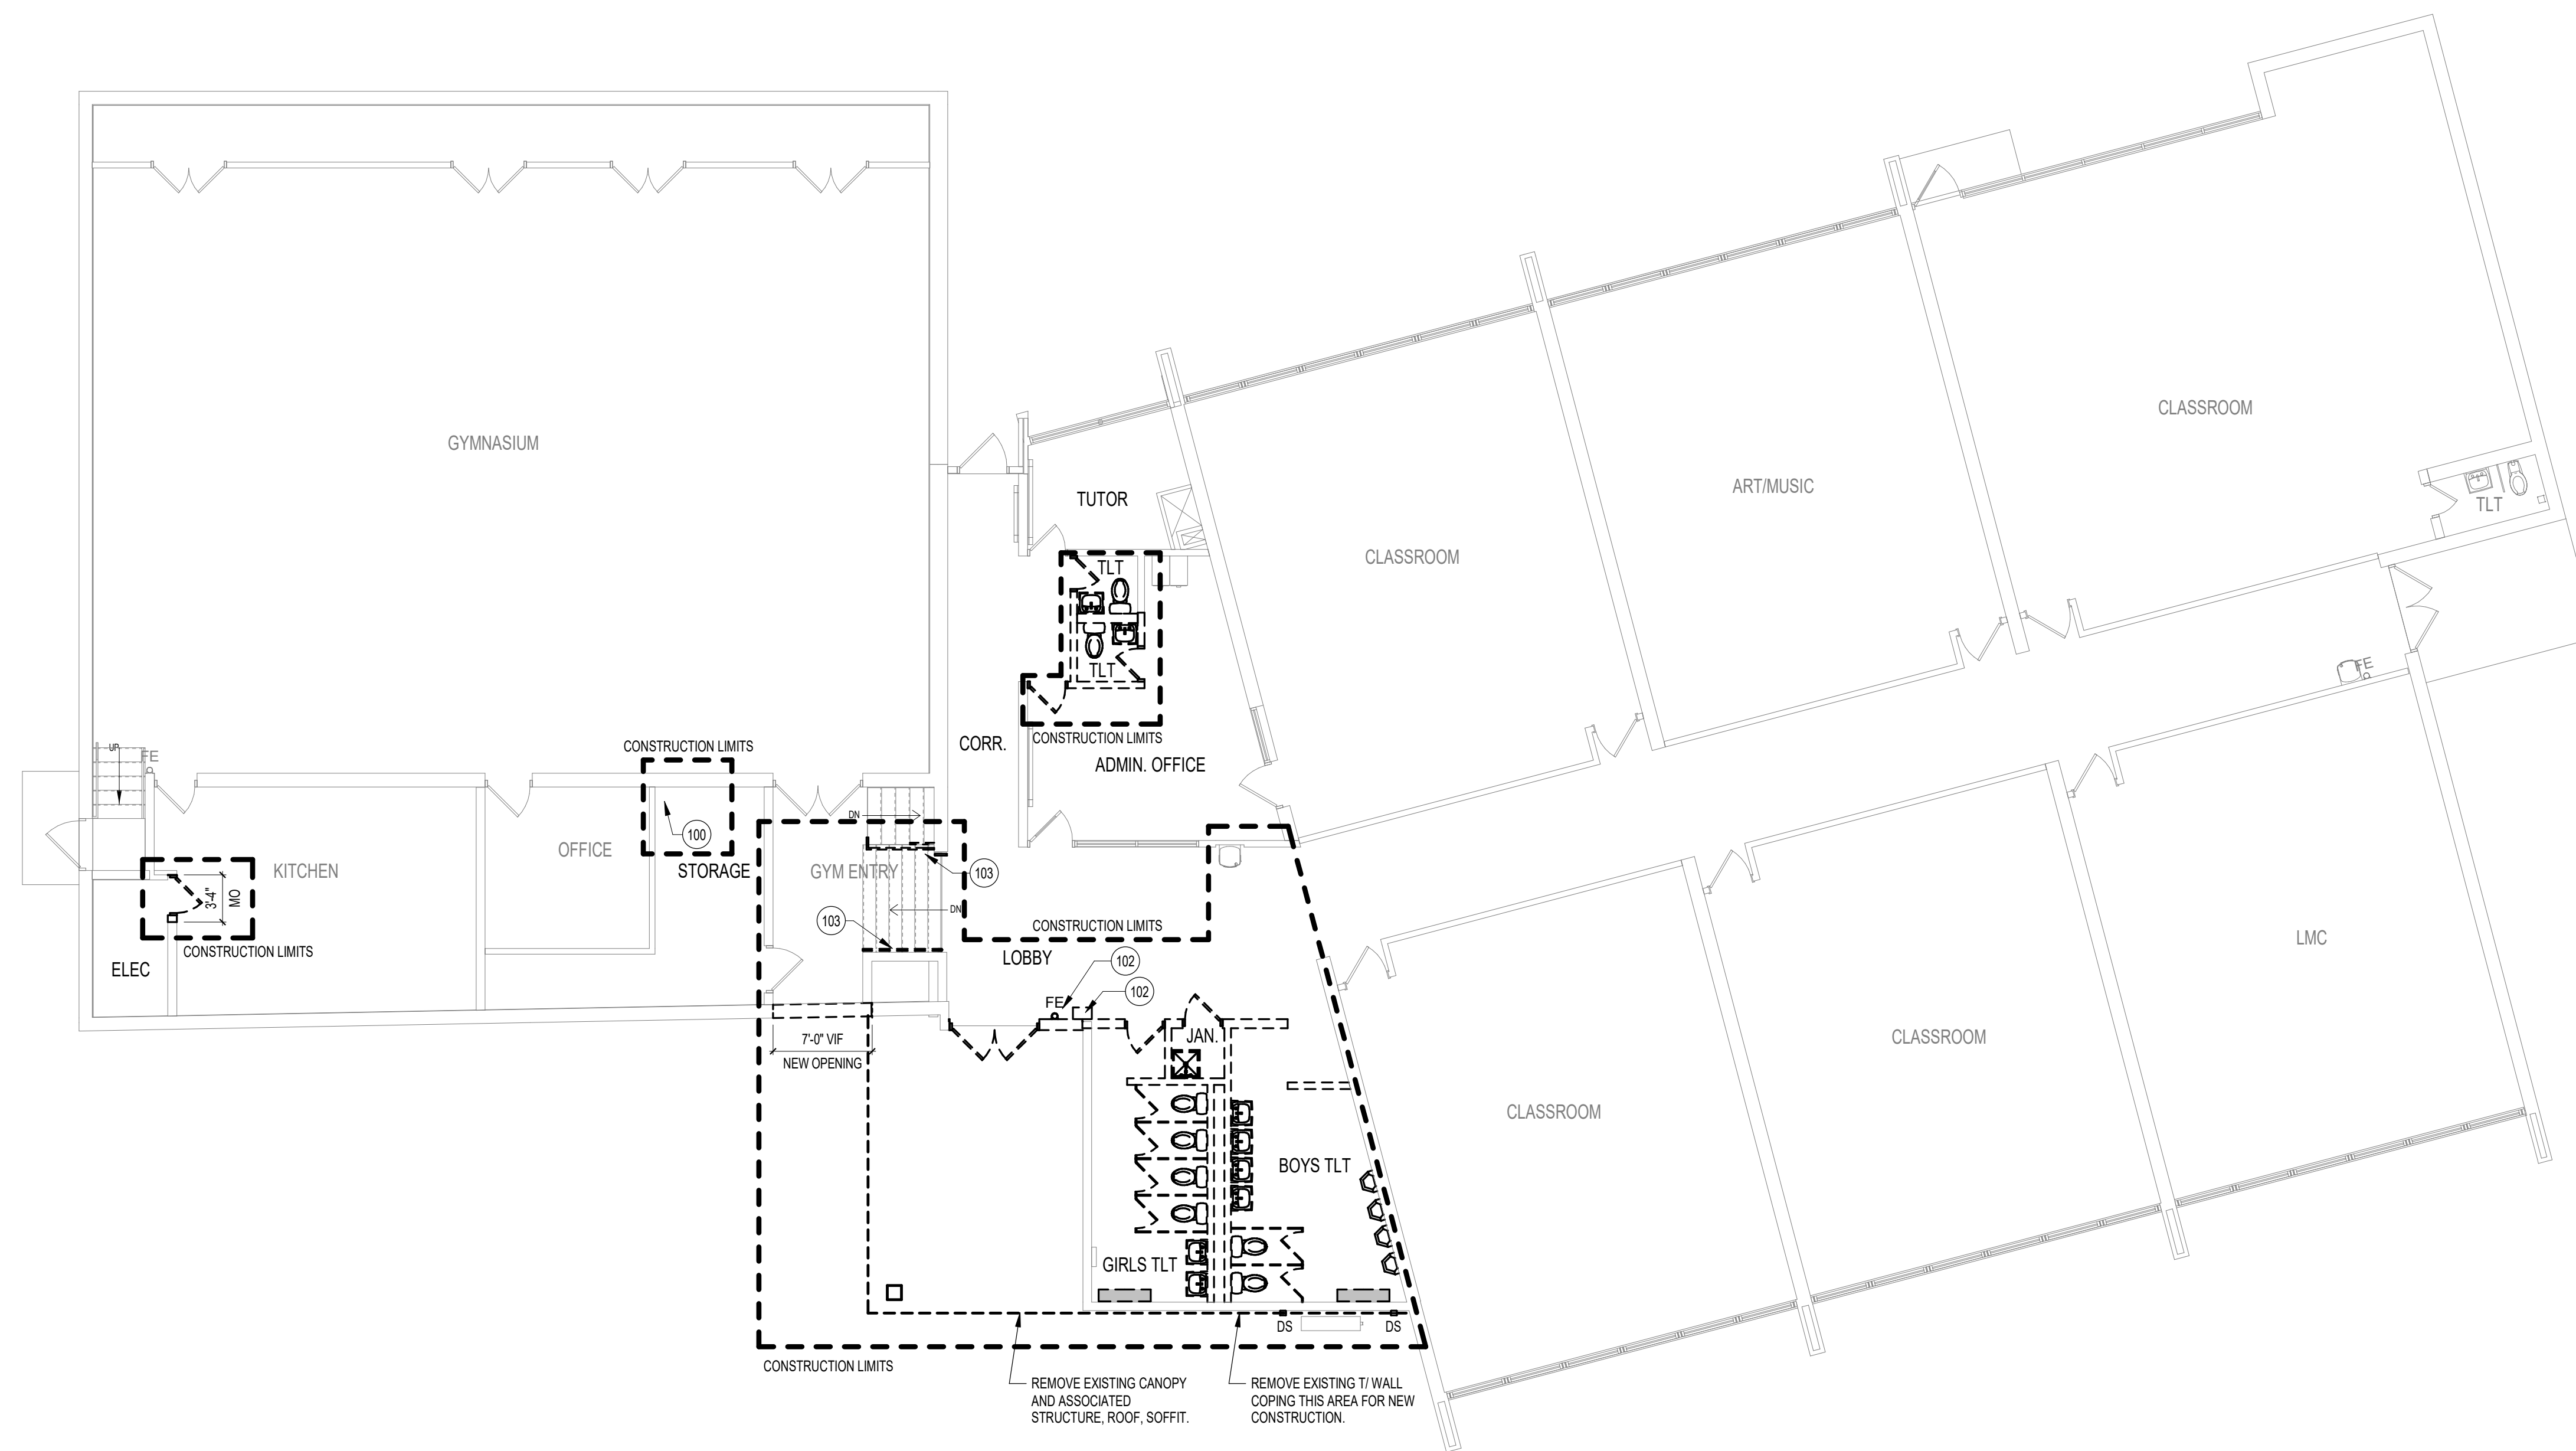 GYMNASIUM
CLASSROOM
ART/MUSIC
TUTOR
TLT
CLASSROOM
TLT
TLT
FE
UP
FE
CONSTRUCTION LIMITS
CORR.
CONSTRUCTION LIMITS
ADMIN. OFFICE
100
DN
OFFICE
STORAGE
KITCHEN
GYM ENTRY
103
3'-4"
MO
DN
103
CONSTRUCTION LIMITS
CONSTRUCTION LIMITS
LOBBY
ELEC
102
102
FE
LMC
JAN.
7'-0" VIF
NEW OPENING
CLASSROOM
CLASSROOM
BOYS TLT
GIRLS TLT
DS
DS
CONSTRUCTION LIMITS
REMOVE EXISTING CANOPY
AND ASSOCIATED
STRUCTURE, ROOF, SOFFIT.
REMOVE EXISTING T/ WALL
COPING THIS AREA FOR NEW
CONSTRUCTION.